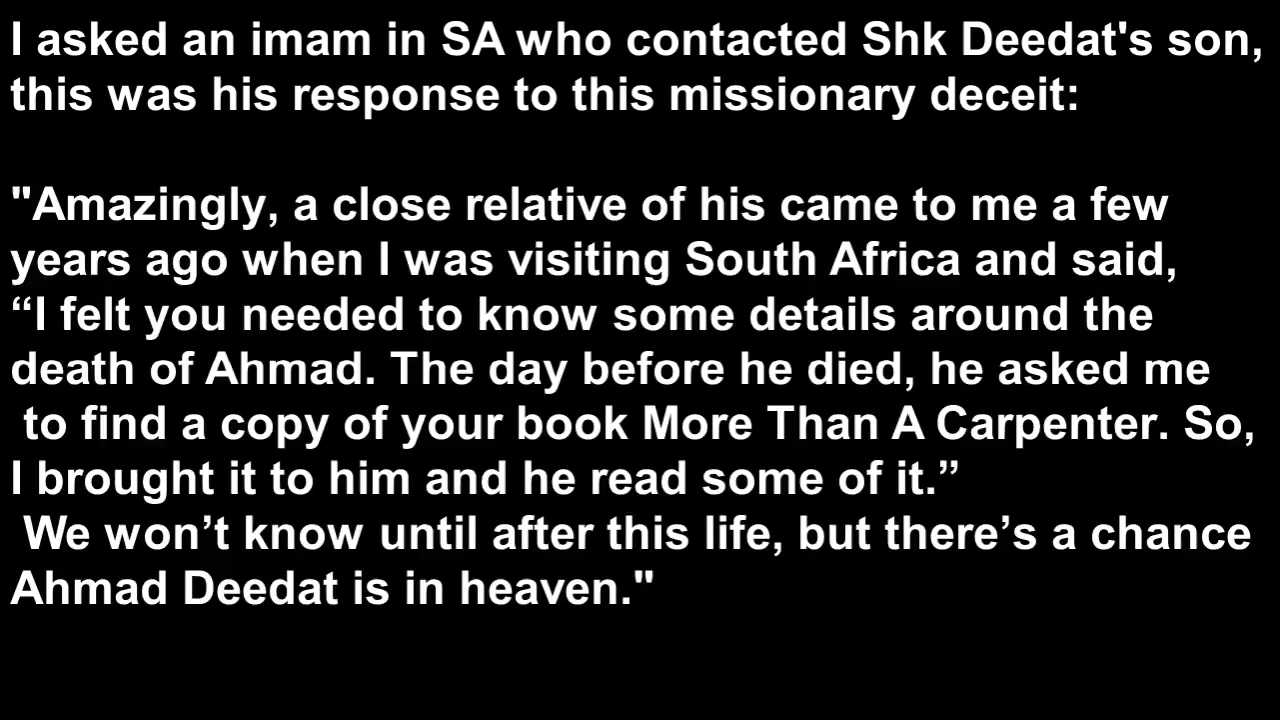 I asked an imam in SA who contacted Shk Deedat's son,
this was his response to this missionary deceit:
"Amazingly, a close relative of his came to me a few
years ago when I was visiting South Africa and said,
“I felt you needed to know some details around the
death of Ahmad. The day before he died, he asked me
to find a copy of your book More Than A Carpenter. So,
I brought it to him and he read some of it.”
We won’t know until after this life, but there’s a chance
Ahmad Deedat is in heaven."